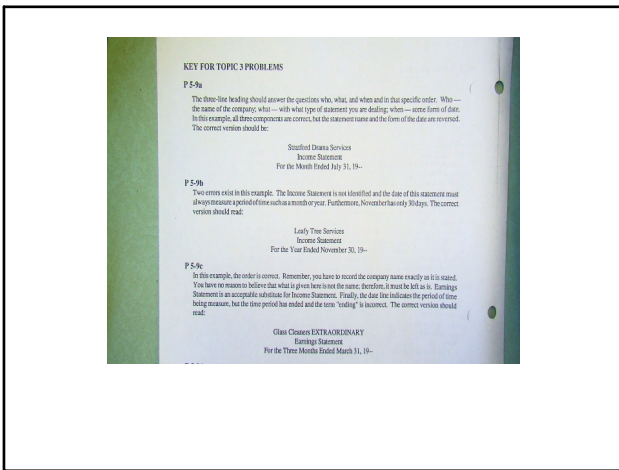 KEY FOR TOPIC 3 PROBLEMS
P 5-9a
The three-line heading should answer the questions who, what, and when and in that specific order. Who —
the name of the company; what — with what type of statement you are dealing; when — some form of date.
In this example, all three components are correct, but the statement name and the form of the date are reversed.
The correct version should be:
Stratford Drama Services
Income Statement
For the Month Ended July 31, 19--
P 5-9b
Two errors exist in this example. The Income Statement is not identified and the date of this statement must
always measure a period of time such as a month or year. Furthermore, November has only 30 days. The correct
version should read:
Leafy Tree Services
Income Statement
For the Year Ended November 30, 19--
P 5-9c
In this example, the order is correct. Remember, you have to record the company name exactly as it is stated.
You have no reason to believe that what is given here is not the name; therefore, it must be left as is. Earnings
Statement is an acceptable substitute for Income Statement. Finally, the date line indicates the period of time
being measure, but the time period has ended and the term "ending" is incorrect. The correct version should
read:
Glass Cleaners EXTRAORDINARY
Earnings Statement
For the Three Months Ended March 31, 19--